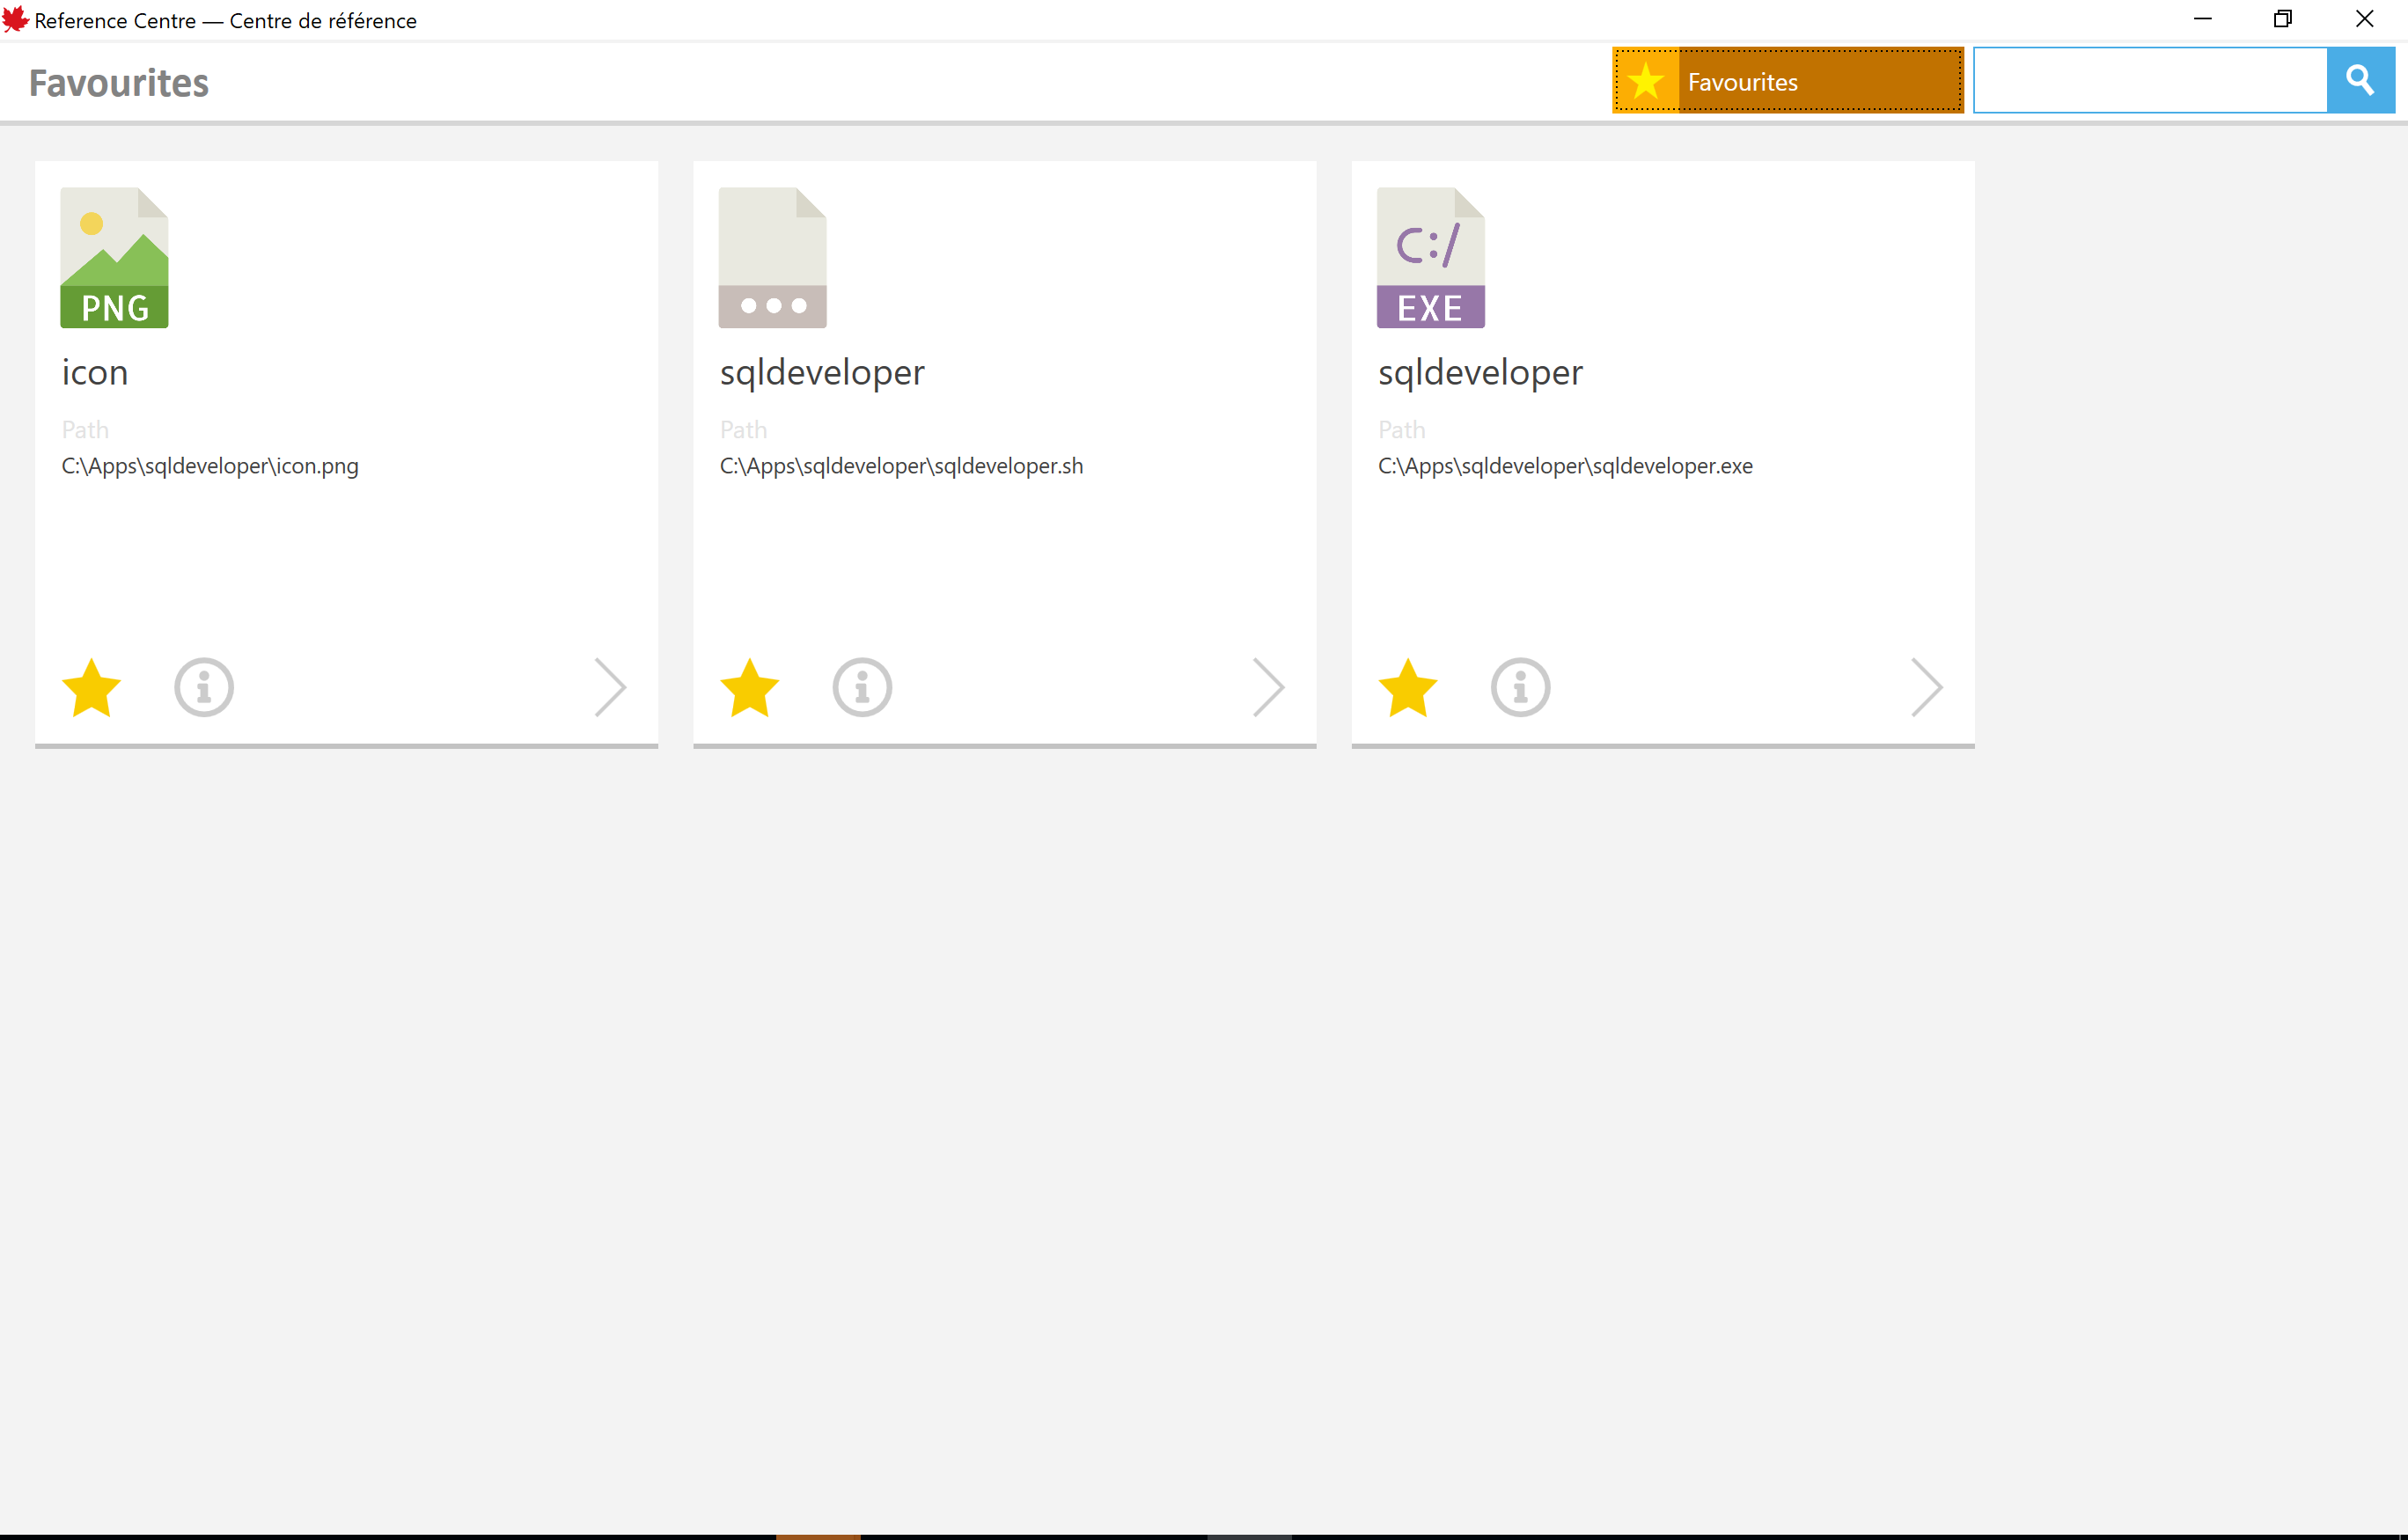 Reference Centre — Centre de référence
Favourites
Favourites
PNG
icon
Path
C:\Apps\sqldeveloper\icon.png
sqldeveloper
Path
C:\Apps\sqldeveloper\sqldeveloper.sh
C:/
EXE
sqldeveloper
Path
C:\Apps\sqldeveloper\sqldeveloper.exe